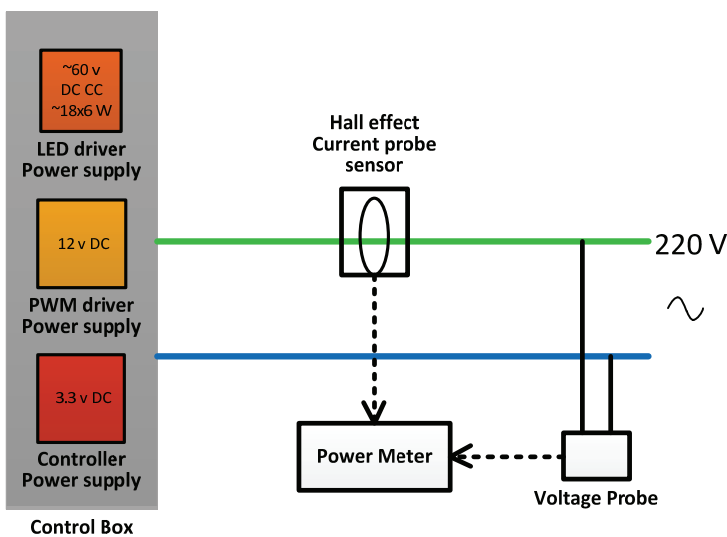 ~60 v
DC CC
~18x6 W
LED driver
Power supply
12 v DC
PWM driver
Power supply
3.3 v DC
Controller
Power supply
Control Box
Hall effect
Current probe
sensor
220 V
Power Meter
Voltage Probe